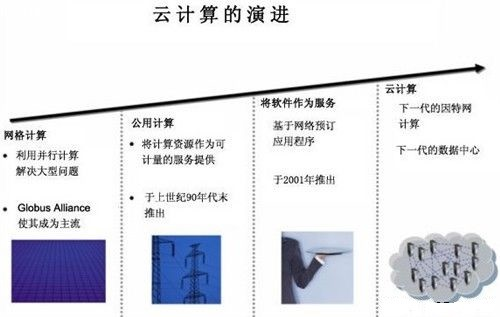 云计算的演进
网格计算
• 利用并行计算
解决大型问题
• Globus Alliance
使其成为主流
公用计算
• 将计算资源作为可
计量的服务提供
• 于上世纪90年代末
推出
将软件作为服务
基于网络预订
应用程序
于2001年推出
云计算
下一代的因特网
计算
下一代的数据中心